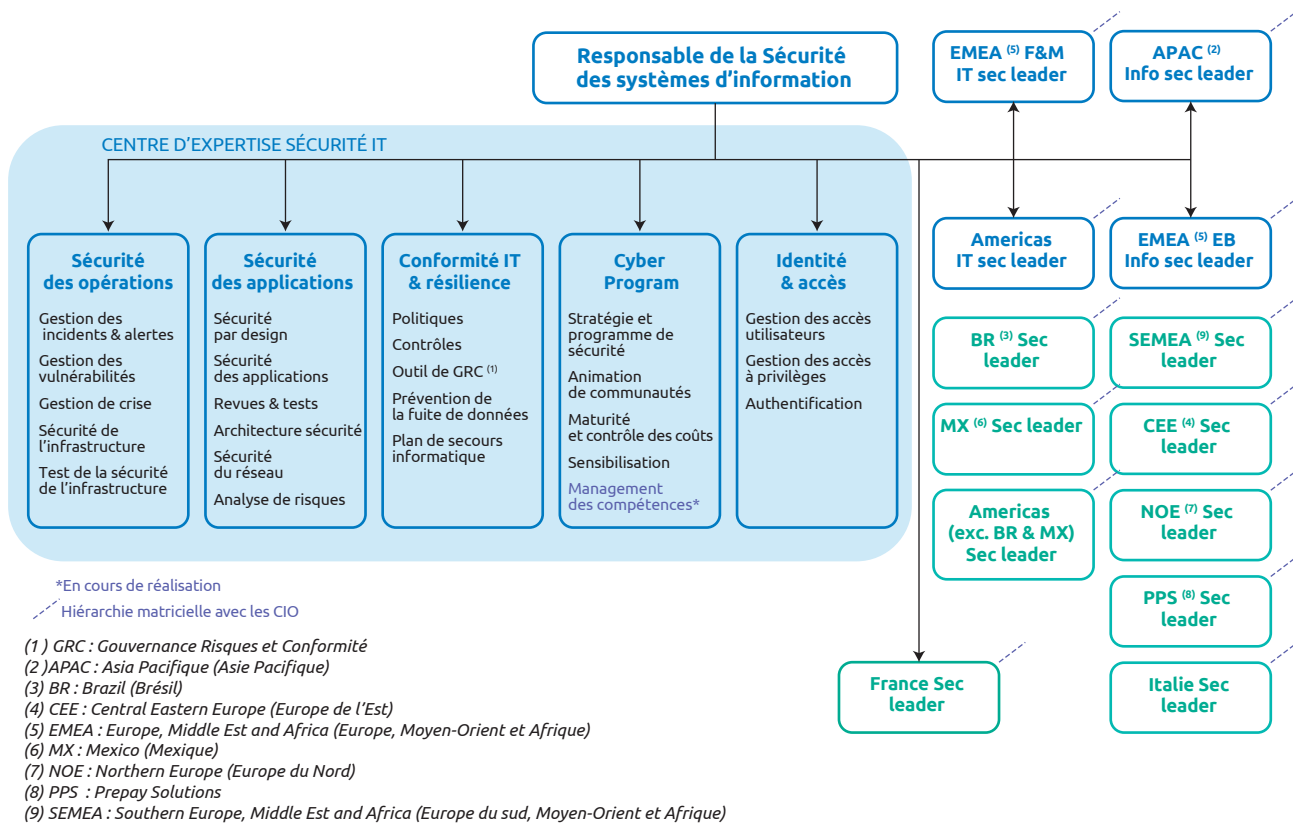 Responsable de la Sécurité
des systèmes d’information
EMEA (5) F&M
IT sec leader
APAC (2)
Info sec leader
CENTRE D’EXPERTISE SÉCURITÉ IT
Sécurité
des opérations
Gestion des
incidents & alertes
Gestion des
vulnérabilités
Gestion de crise
Sécurité de
l’infrastructure
Test de la sécurité
de l’infrastructure
Sécurité
des applications
Sécurité
par design
Sécurité
des applications
Revues & tests
Architecture sécurité
Sécurité
du réseau
Analyse de risques
Conformité IT
& résilience
Politiques
Contrôles
Outil de GRC (1)
Prévention de
la fuite de données
Plan de secours
informatique
Cyber
Program
Stratégie et
programme de
sécurité
Animation
de communautés
Maturité
et contrôle des coûts
Sensibilisation
Management
des compétences*
Identité
& accès
Gestion des accès
utilisateurs
Gestion des accès
à privilèges
Authentification
Americas
IT sec leader
BR (3) Sec
leader
MX (6) Sec leader
Americas
(exc. BR & MX)
Sec leader
EMEA (5) EB
Info sec leader
SEMEA (9) Sec
leader
CEE (4) Sec
leader
NOE (7) Sec
leader
PPS (8) Sec
leader
Italie Sec
leader
France Sec
leader
*En cours de réalisation
Hiérarchie matricielle avec les CIO
(1 ) GRC : Gouvernance Risques et Conformité
(2 )APAC : Asia Pacifique (Asie Pacifique)
(3) BR : Brazil (Brésil)
(4) CEE : Central Eastern Europe (Europe de l’Est)
(5) EMEA : Europe, Middle Est and Africa (Europe, Moyen-Orient et Afrique)
(6) MX : Mexico (Mexique)
(7) NOE : Northern Europe (Europe du Nord)
(8) PPS : Prepay Solutions
(9) SEMEA : Southern Europe, Middle Est and Africa (Europe du sud, Moyen-Orient et Afrique)